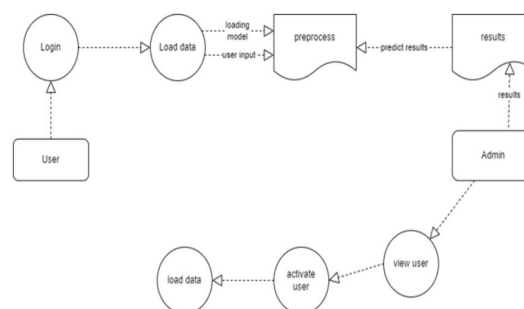 Login
Load data
loading
model
user input
preprocess
predict results
results
results
User
Admin
view user
activate
user
load data